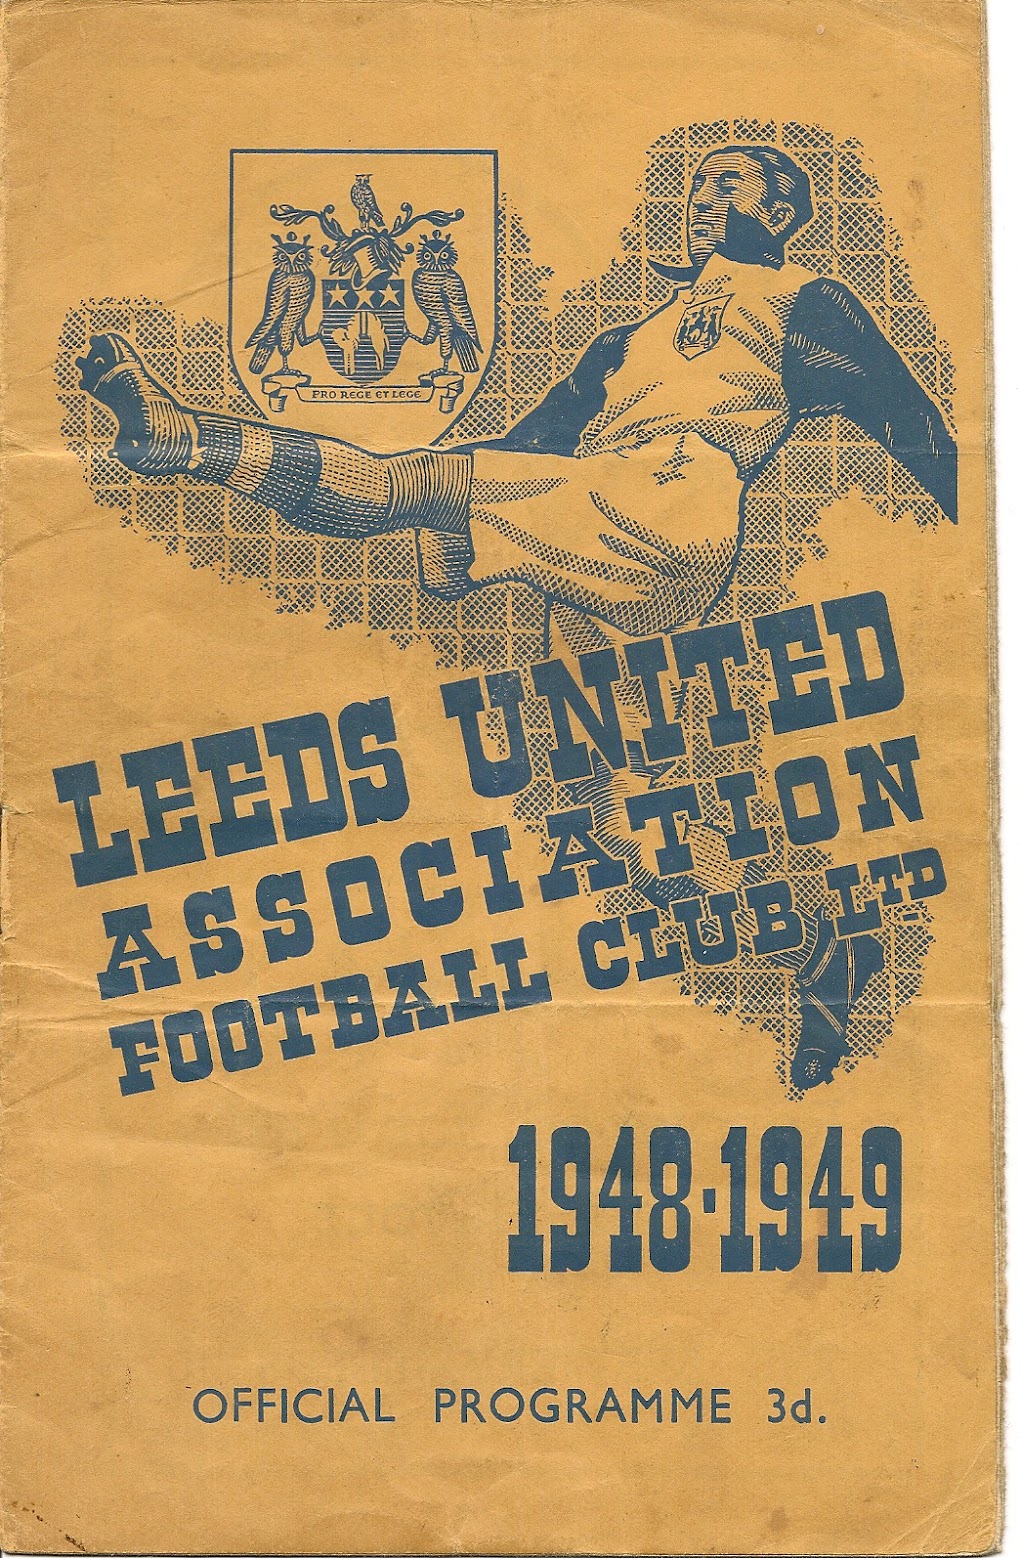 PRO REGE ET LEGE
LEEDS UNITED
ASSOCIATION
FOOTBALL CLUB LTD
1948·1949
OFFICIAL PROGRAMME 3d.